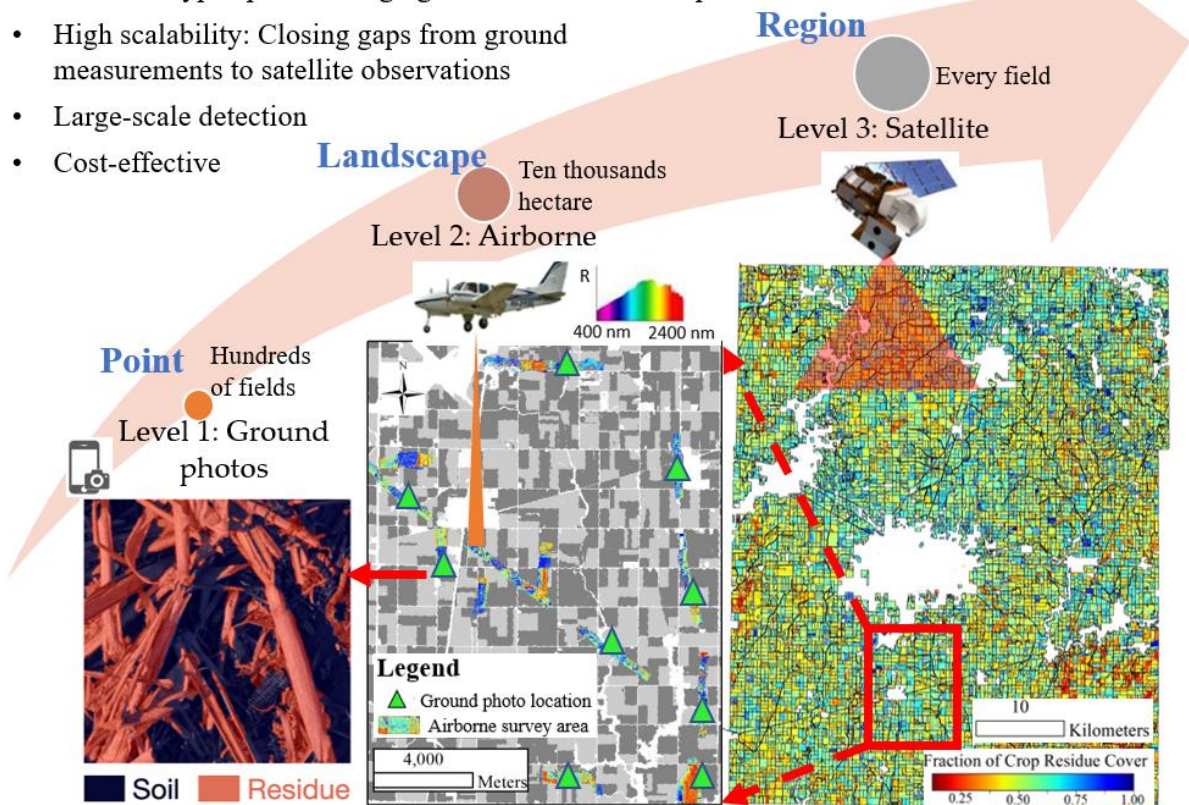 • High scalability: Closing gaps from ground
measurements to satellite observations
• Large-scale detection
• Cost-effective
Region
Every field
Level 3: Satellite
Landscape
Ten thousands
hectare
Level 2: Airborne
R
400 nm 2400 nm
Point
Hundreds
of fields
Level 1: Ground
photos
N
Legend
Ground photo location
Airborne survey area
4,000
Meters
10
Kilometers
Fraction of Crop Residue Cover
0.25 0.50 0.75 1.00
Soil Residue